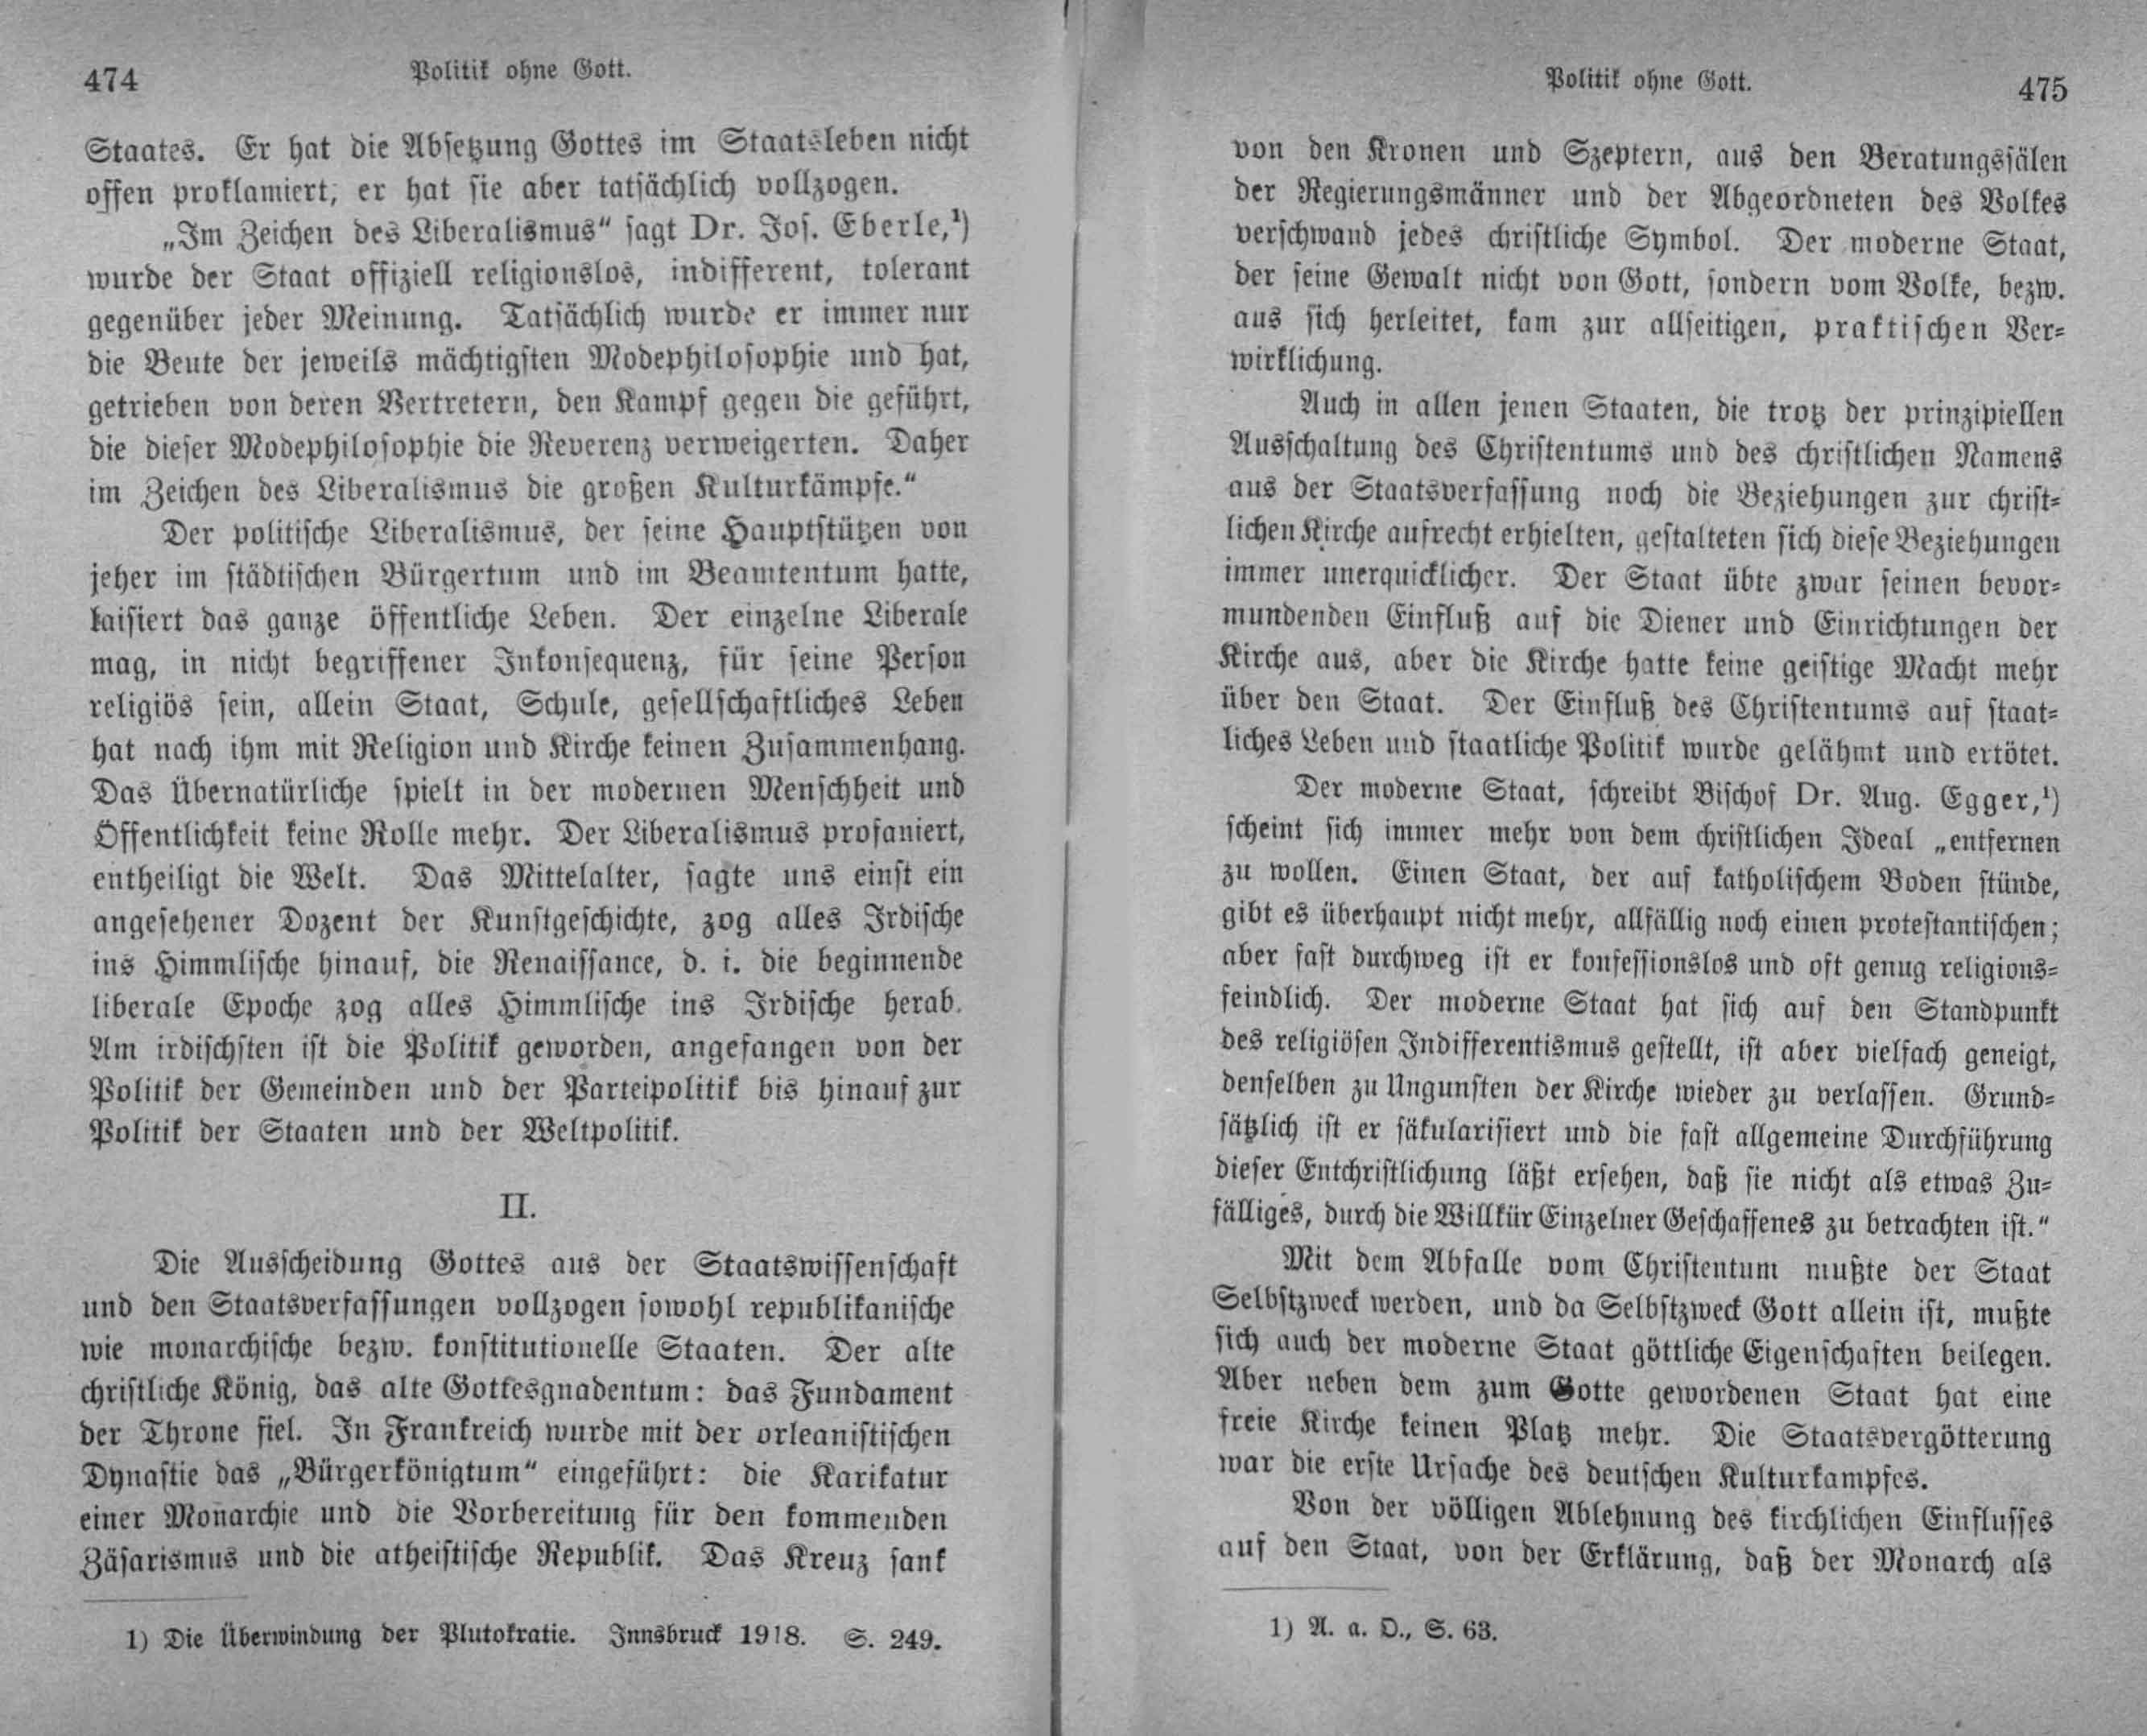 474
Politik ohne Gott.
Staates. Er hat die Absetzung Gottes im Staatsleben nicht
offen proklamiert, er hat sie aber tatsächlich vollzogen.
„Im Zeichen des Liberalismus“ sagt Dr. Jos. Eberle,¹)
wurde der Staat offiziell religionslos, indifferent, tolerant
gegenüber jeder Meinung. Tatsächlich wurde er immer nur
die Beute der jeweils mächtigsten Modephilosophie und hat,
getrieben von deren Vertretern, den Kampf gegen die geführt,
die dieser Modephilosophie die Reverenz verweigerten. Daher
im Zeichen des Liberalismus die großen Kulturkämpfe.“
Der politische Liberalismus, der seine Hauptstützen von
jeher im städtischen Bürgertum und im Beamtentum hatte,
kaisiert das ganze öffentliche Leben. Der einzelne Liberale
mag, in nicht begriffener Inkonsequenz, für seine Person
religiös sein, allein Staat, Schule, gesellschaftliches Leben
hat nach ihm mit Religion und Kirche keinen Zusammenhang.
Das Übernatürliche spielt in der modernen Menschheit und
Öffentlichkeit keine Rolle mehr. Der Liberalismus profaniert,
entheiligt die Welt. Das Mittelalter, sagte uns einst ein
angesehener Dozent der Kunstgeschichte, zog alles Irdische
ins Himmlische hinauf, die Renaissance, d. i. die beginnende
liberale Epoche zog alles Himmlische ins Irdische herab.
Am irdischsten ist die Politik geworden, angefangen von der
Politik der Gemeinden und der Parteipolitik bis hinauf zur
Politik der Staaten und der Weltpolitik.
II.
Die Ausscheidung Gottes aus der Staatswissenschaft
und den Staatsverfassungen vollzogen sowohl republikanische
wie monarchische bezw. konstitutionelle Staaten. Der alte
christliche König, das alte Gottesgnadentum: das Fundament
der Throne fiel. In Frankreich wurde mit der orleanistischen
Dynastie das „Bürgerkönigtum“ eingeführt: die Karikatur
einer Monarchie und die Vorbereitung für den kommenden
Zäsarismus und die atheistische Republik. Das Kreuz sank
1) Die Überwindung der Plutokratie. Innsbruck 1918. S. 249.
Politik ohne Gott.
475
von den Kronen und Szeptern, aus den Beratungssälen
der Regierungsmänner und der Abgeordneten des Volkes
verschwand jedes christliche Symbol. Der moderne Staat,
der seine Gewalt nicht von Gott, sondern vom Volke, bezw.
aus sich herleitet, kam zur allseitigen, praktischen Ver-
wirklichung.
Auch in allen jenen Staaten, die trotz der prinzipiellen
Ausschaltung des Christentums und des christlichen Namens
aus der Staatsverfassung noch die Beziehungen zur christ-
lichen Kirche aufrecht erhielten, gestalteten sich diese Beziehungen
immer unerquicklicher. Der Staat übte zwar seinen bevor-
mundenden Einfluß auf die Diener und Einrichtungen der
Kirche aus, aber die Kirche hatte keine geistige Macht mehr
über den Staat. Der Einfluß des Christentums auf staat-
liches Leben und staatliche Politik wurde gelähmt und ertötet.
Der moderne Staat, schreibt Bischof Dr. Aug. Egger,¹)
scheint sich immer mehr von dem christlichen Ideal „entfernen
zu wollen. Einen Staat, der auf katholischem Boden stünde,
gibt es überhaupt nicht mehr, allfällig noch einen protestantischen;
aber fast durchweg ist er konfessionslos und oft genug religions-
feindlich. Der moderne Staat hat sich auf den Standpunkt
des religiösen Indifferentismus gestellt, ist aber vielfach geneigt,
denselben zu Ungunsten der Kirche wieder zu verlassen. Grund-
sätzlich ist er säkularisiert und die fast allgemeine Durchführung
dieser Entchristlichung läßt ersehen, daß sie nicht als etwas Zu-
fälliges, durch die Willkür Einzelner Geschaffenes zu betrachten ist.“
Mit dem Abfalle vom Christentum mußte der Staat
Selbstzweck werden, und da Selbstzweck Gott allein ist, mußte
sich auch der moderne Staat göttliche Eigenschaften beilegen.
Aber neben dem zum Gotte gewordenen Staat hat eine
freie Kirche keinen Platz mehr. Die Staatsvergötterung
war die erste Ursache des deutschen Kulturkampfes.
Von der völligen Ablehnung des kirchlichen Einflusses
auf den Staat, von der Erklärung, daß der Monarch als
1) A. a. O., S. 63.